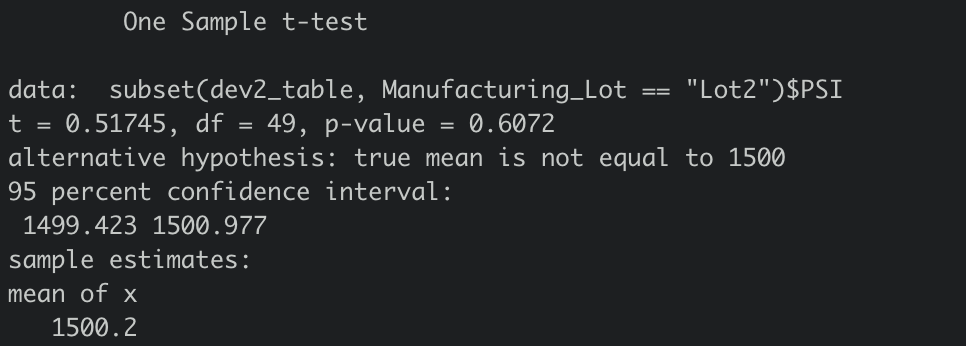 One Sample t-test
data:  subset(dev2_table, Manufacturing_Lot == "Lot2")$PSI
t = 0.51745, df = 49, p-value = 0.6072
alternative hypothesis: true mean is not equal to 1500
95 percent confidence interval:
1499.423 1500.977
sample estimates:
mean of x
1500.2